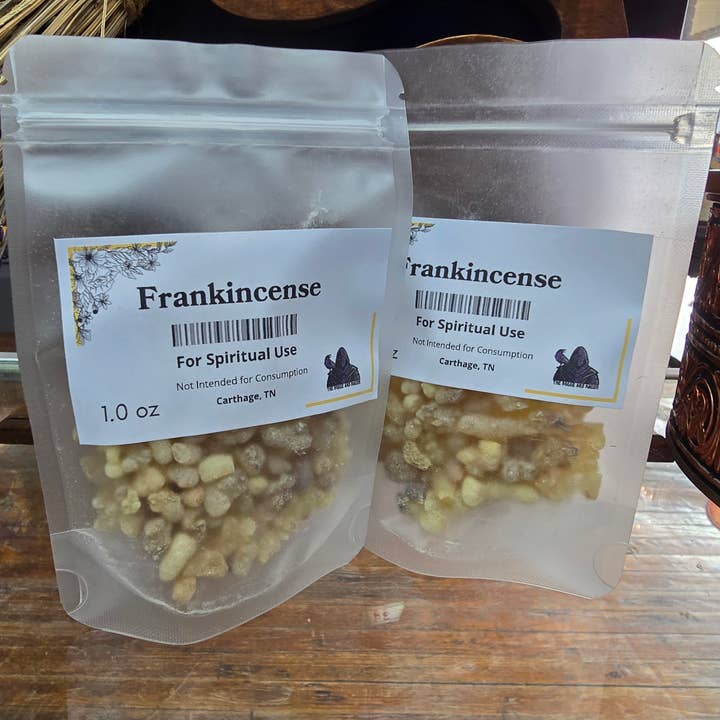 Frankincense
For Spiritual Use
Not Intended for Consumption
Carthage, TN
1.0 oz
Frankincense
For Spiritual Use
Not Intended for Consumption
Carthage, TN
z